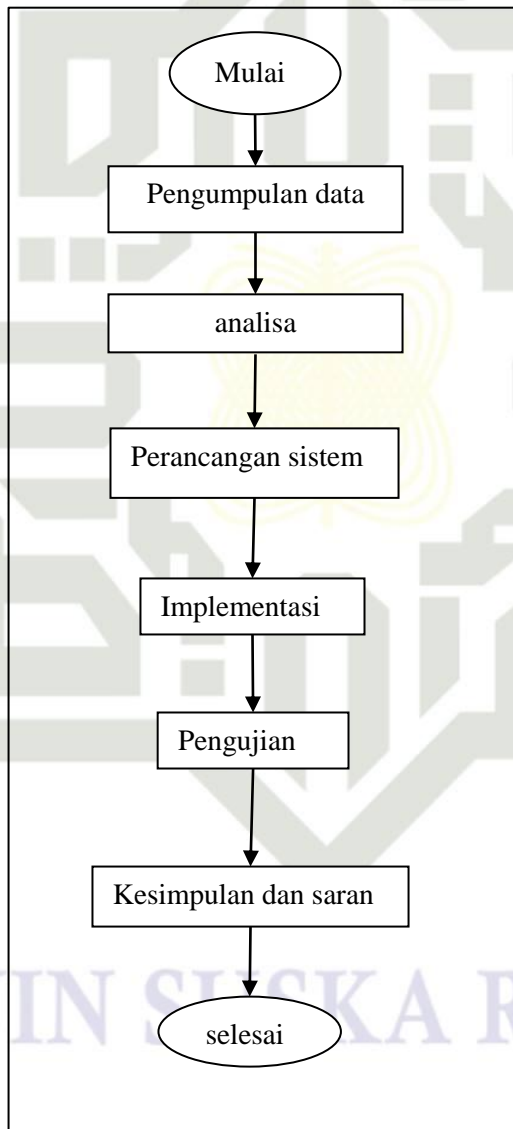 Mulai
Pengumpulan data
analisa
Perancangan sistem
Implementasi
Pengujian
Kesimpulan dan saran
IN SUSKA R
selesai